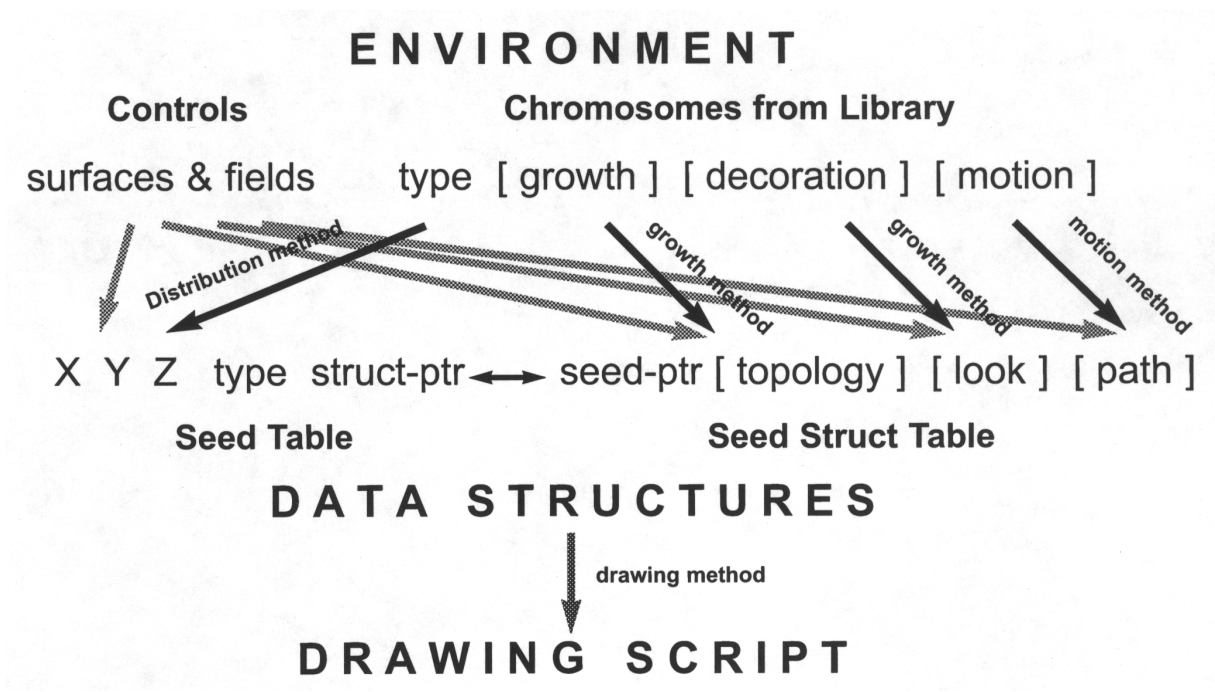 ENVIRONMENT
Controls
Chromosomes from Library
surfaces & fields
type [ growth ] [ decoration ] [ motion ]
Distribution method
growth method
growth method
motion method
X Y Z type struct-ptr
seed-ptr [ topology ] [ look ] [ path ]
Seed Table
Seed Struct Table
DATA STRUCTURES
drawing method
DRAWING SCRIPT